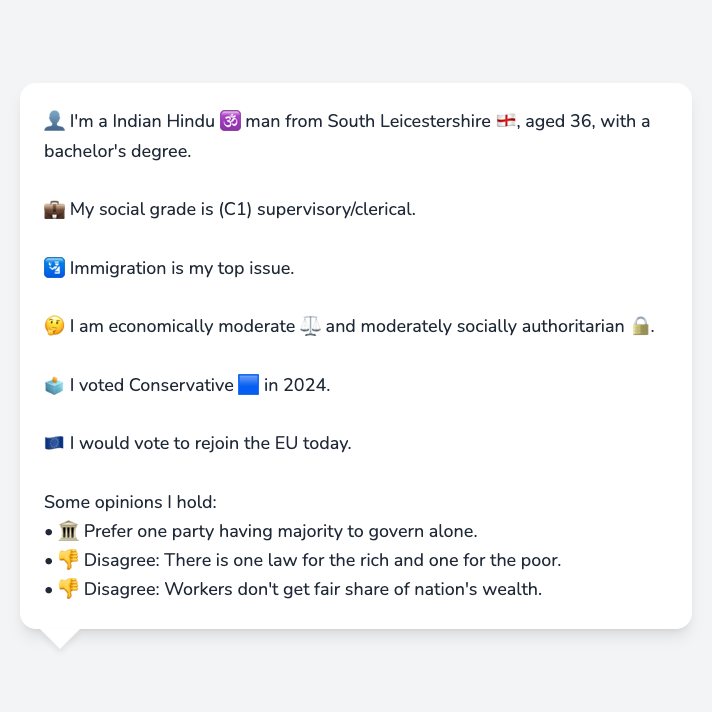 👤 I'm a Indian Hindu 🕉️ man from South Leicestershire 🏴󠁧󠁢󠁥󠁮󠁧󠁿, aged 36, with a
bachelor's degree.
💼 My social grade is (C1) supervisory/clerical.
🛂 Immigration is my top issue.
🤔 I am economically moderate ⚖️ and moderately socially authoritarian 🔒.
🗳️ I voted Conservative 🟦 in 2024.
🇪🇺 I would vote to rejoin the EU today.
Some opinions I hold:
• 🏛️ Prefer one party having majority to govern alone.
• 👎 Disagree: There is one law for the rich and one for the poor.
• 👎 Disagree: Workers don't get fair share of nation's wealth.